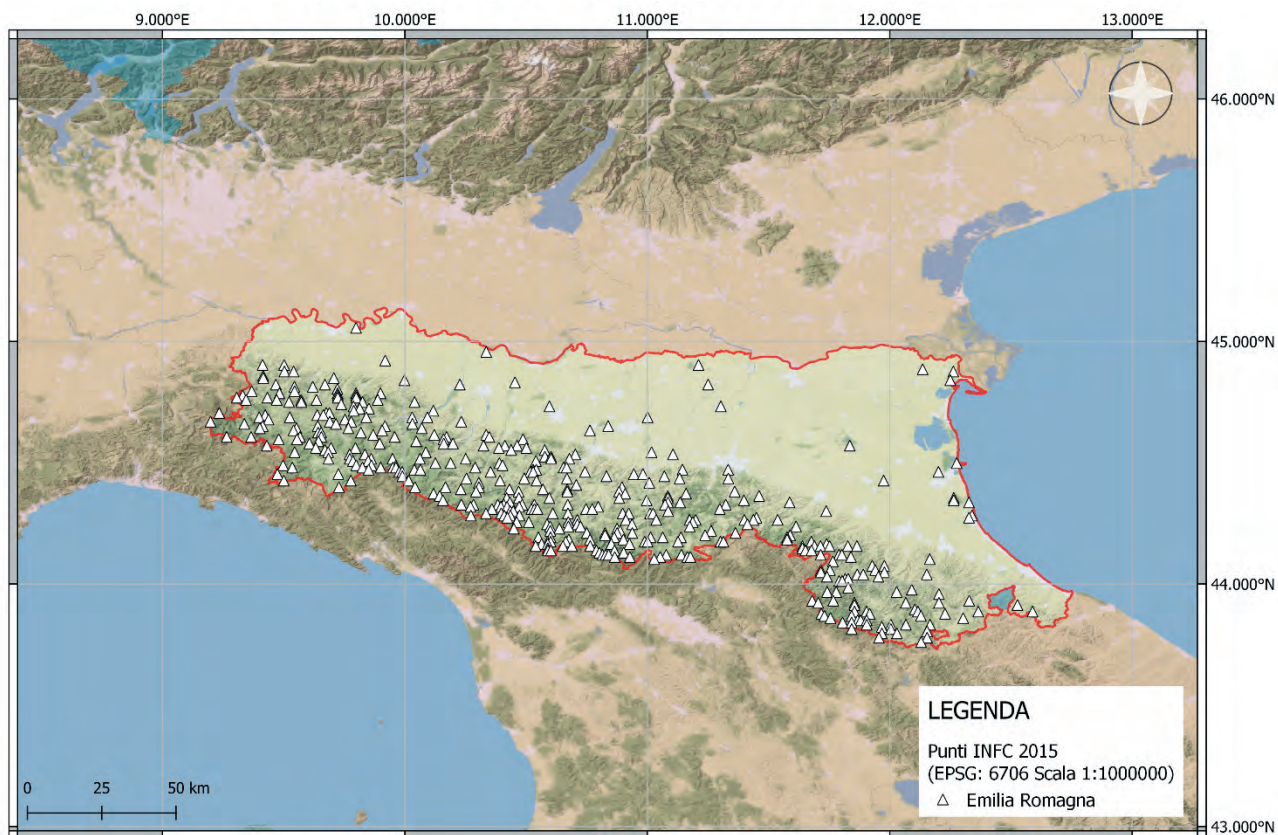 9.000°E 10.000°E 11.000°E 12.000°E 13.000°E
46.000°N
45.000°N
44.000°N
LEGENDA
Punti INFC 2015
(EPSG: 6706 Scala 1:1000000)
Emilia Romagna
0 25 50 km
43.000°N